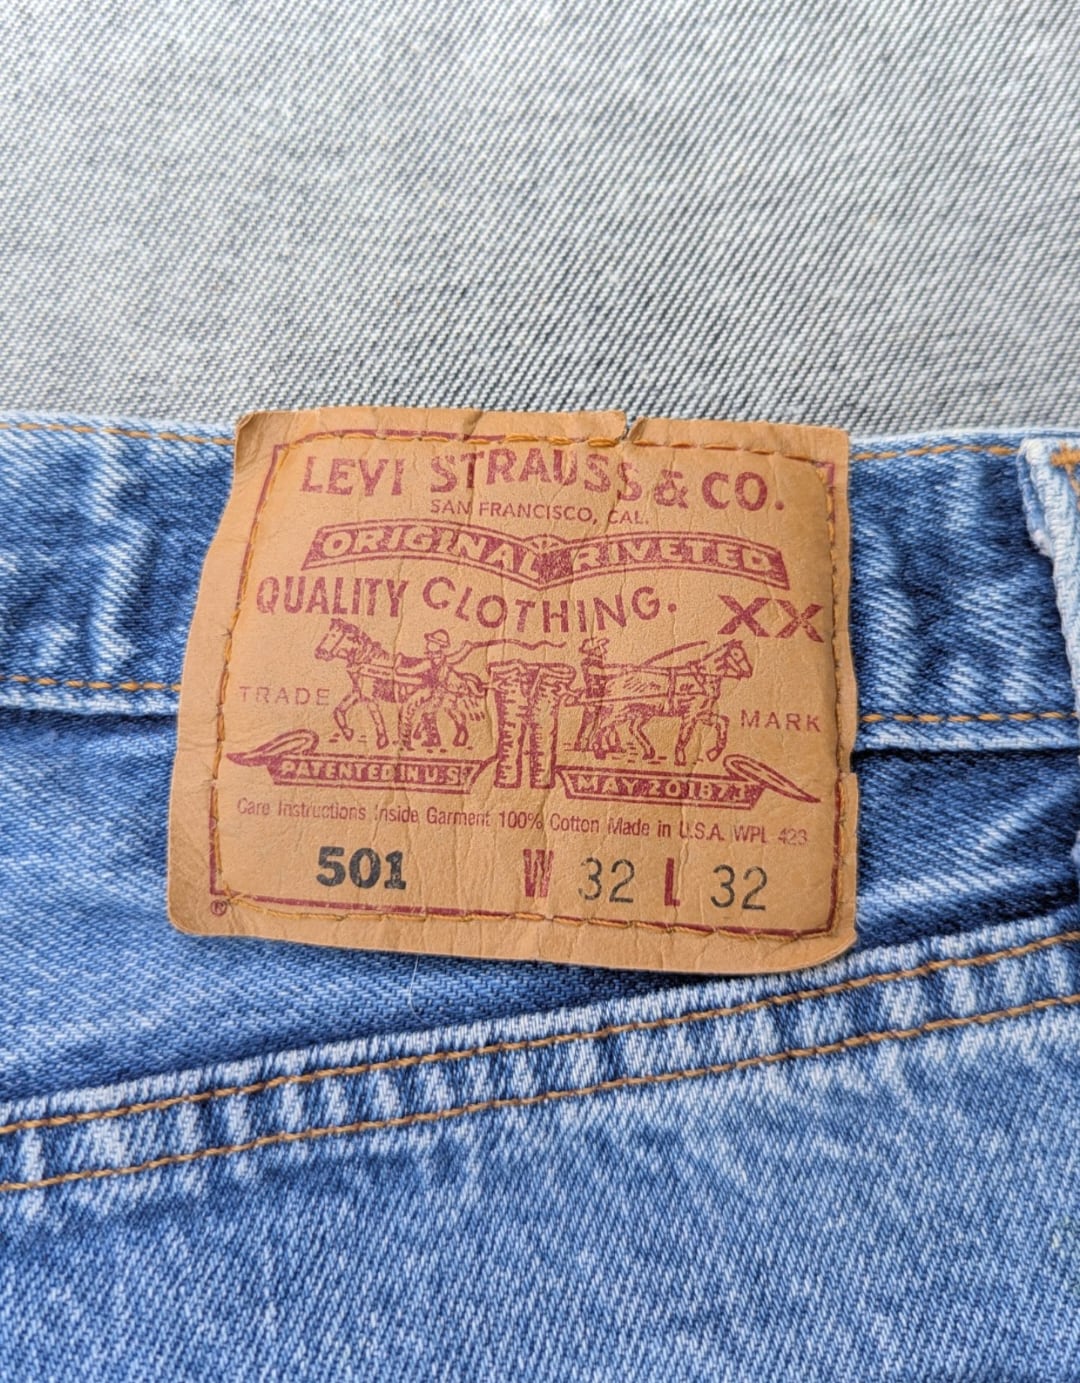 LEVI STRAUSS & CO.
SAN FRANCISCO, CAL.
ORIGINAL RIVETED
QUALITY CLOTHING.
XX
TRADE MARK
PATENTED IN U.S.
MAY 20 1873
Care Instructions Inside Garment 100% Cotton Made in U.S.A. WPL 423
501 W 32 L 32
®